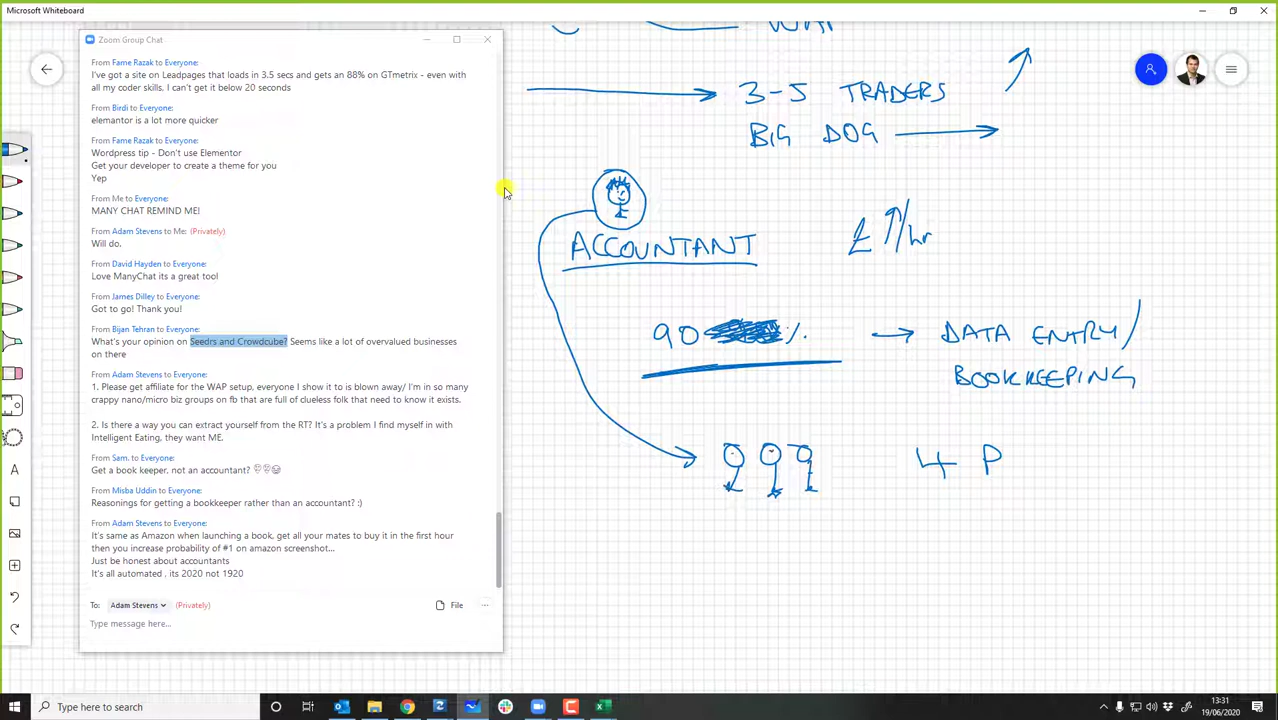 Microsoft Whiteboard
Zoom Group Chat
From Fame Razak to Everyone:
I've got a site on Leadpages that loads in 3.5 secs and gets an 88% on GTmetrix - even with
all my coder skills. I can't get it below 20 seconds
From Birdi to Everyone:
elemantor is a lot more quicker
From Fame Razak to Everyone:
Wordpress tip - Don't use Elementor
Get your developer to create a theme for you
Yep
From Me to Everyone:
MANY CHAT REMIND ME!
From Adam Stevens to Me: (Privately)
Will do.
From David Hayden to Everyone:
Love ManyChat its a great tool
From James Dilley to Everyone:
Got to go! Thank you!
From Bijan Tehran to Everyone:
What's your opinion on Seedrs and Crowdcube? Seems like a lot of overvalued businesses
on there
From Adam Stevens to Everyone:
1. Please get affiliate for the WAP setup, everyone I show it to is blown away/ I'm in so many
crappy nano/micro biz groups on fb that are full of clueless folk that need to know it exists.
2. Is there a way you can extract yourself from the RT? It's a problem I find myself in with
Intelligent Eating, they want ME.
From Sam. to Everyone:
Get a book keeper, not an accountant?
From Misba Uddin to Everyone:
Reasonings for getting a bookkeeper rather than an accountant? :)
From Adam Stevens to Everyone:
It's same as Amazon when launching a book, get all your mates to buy it in the first hour
then you increase probability of #1 on amazon screenshot...
Just be honest about accountants
It's all automated , its 2020 not 1920
To: Adam Stevens (Privately)
File
Type message here...
WAP
3-5 TRADERS
BIG DOG
ACCOUNTANT
£ /hr
90 %
DATA ENTRY/
BOOKKEEPING
4 P
Type here to search
13:31
19/06/2020